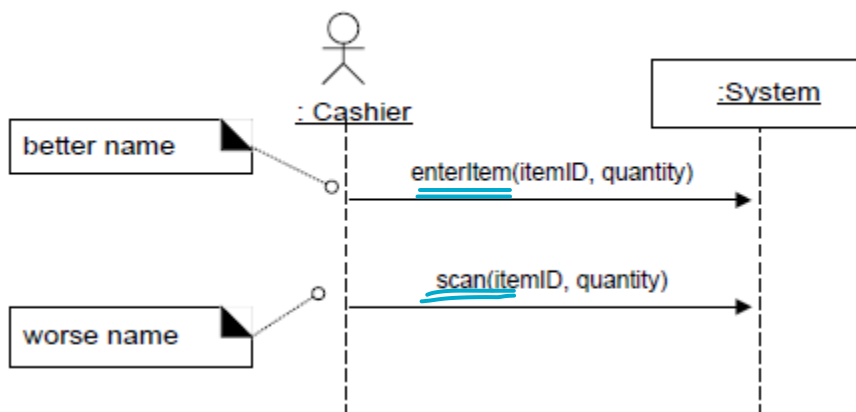 : Cashier
:System
better name
enterItem(itemID, quantity)
scan(itemID, quantity)
worse name